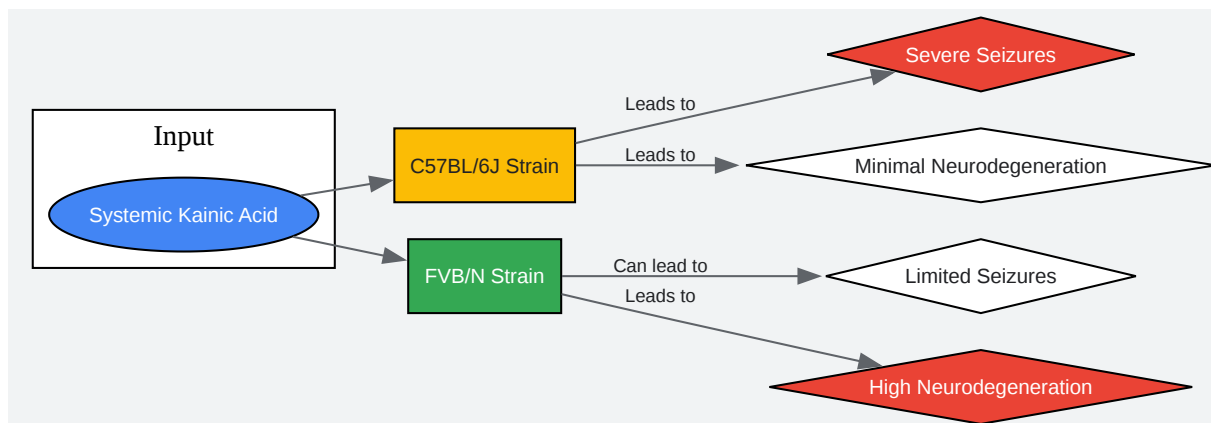 Severe Seizures
Leads to
Input
C57BL/6J Strain
Leads to
Minimal Neurodegeneration
Systemic Kainic Acid
FVB/N Strain
Can lead to
Limited Seizures
Leads to
High Neurodegeneration